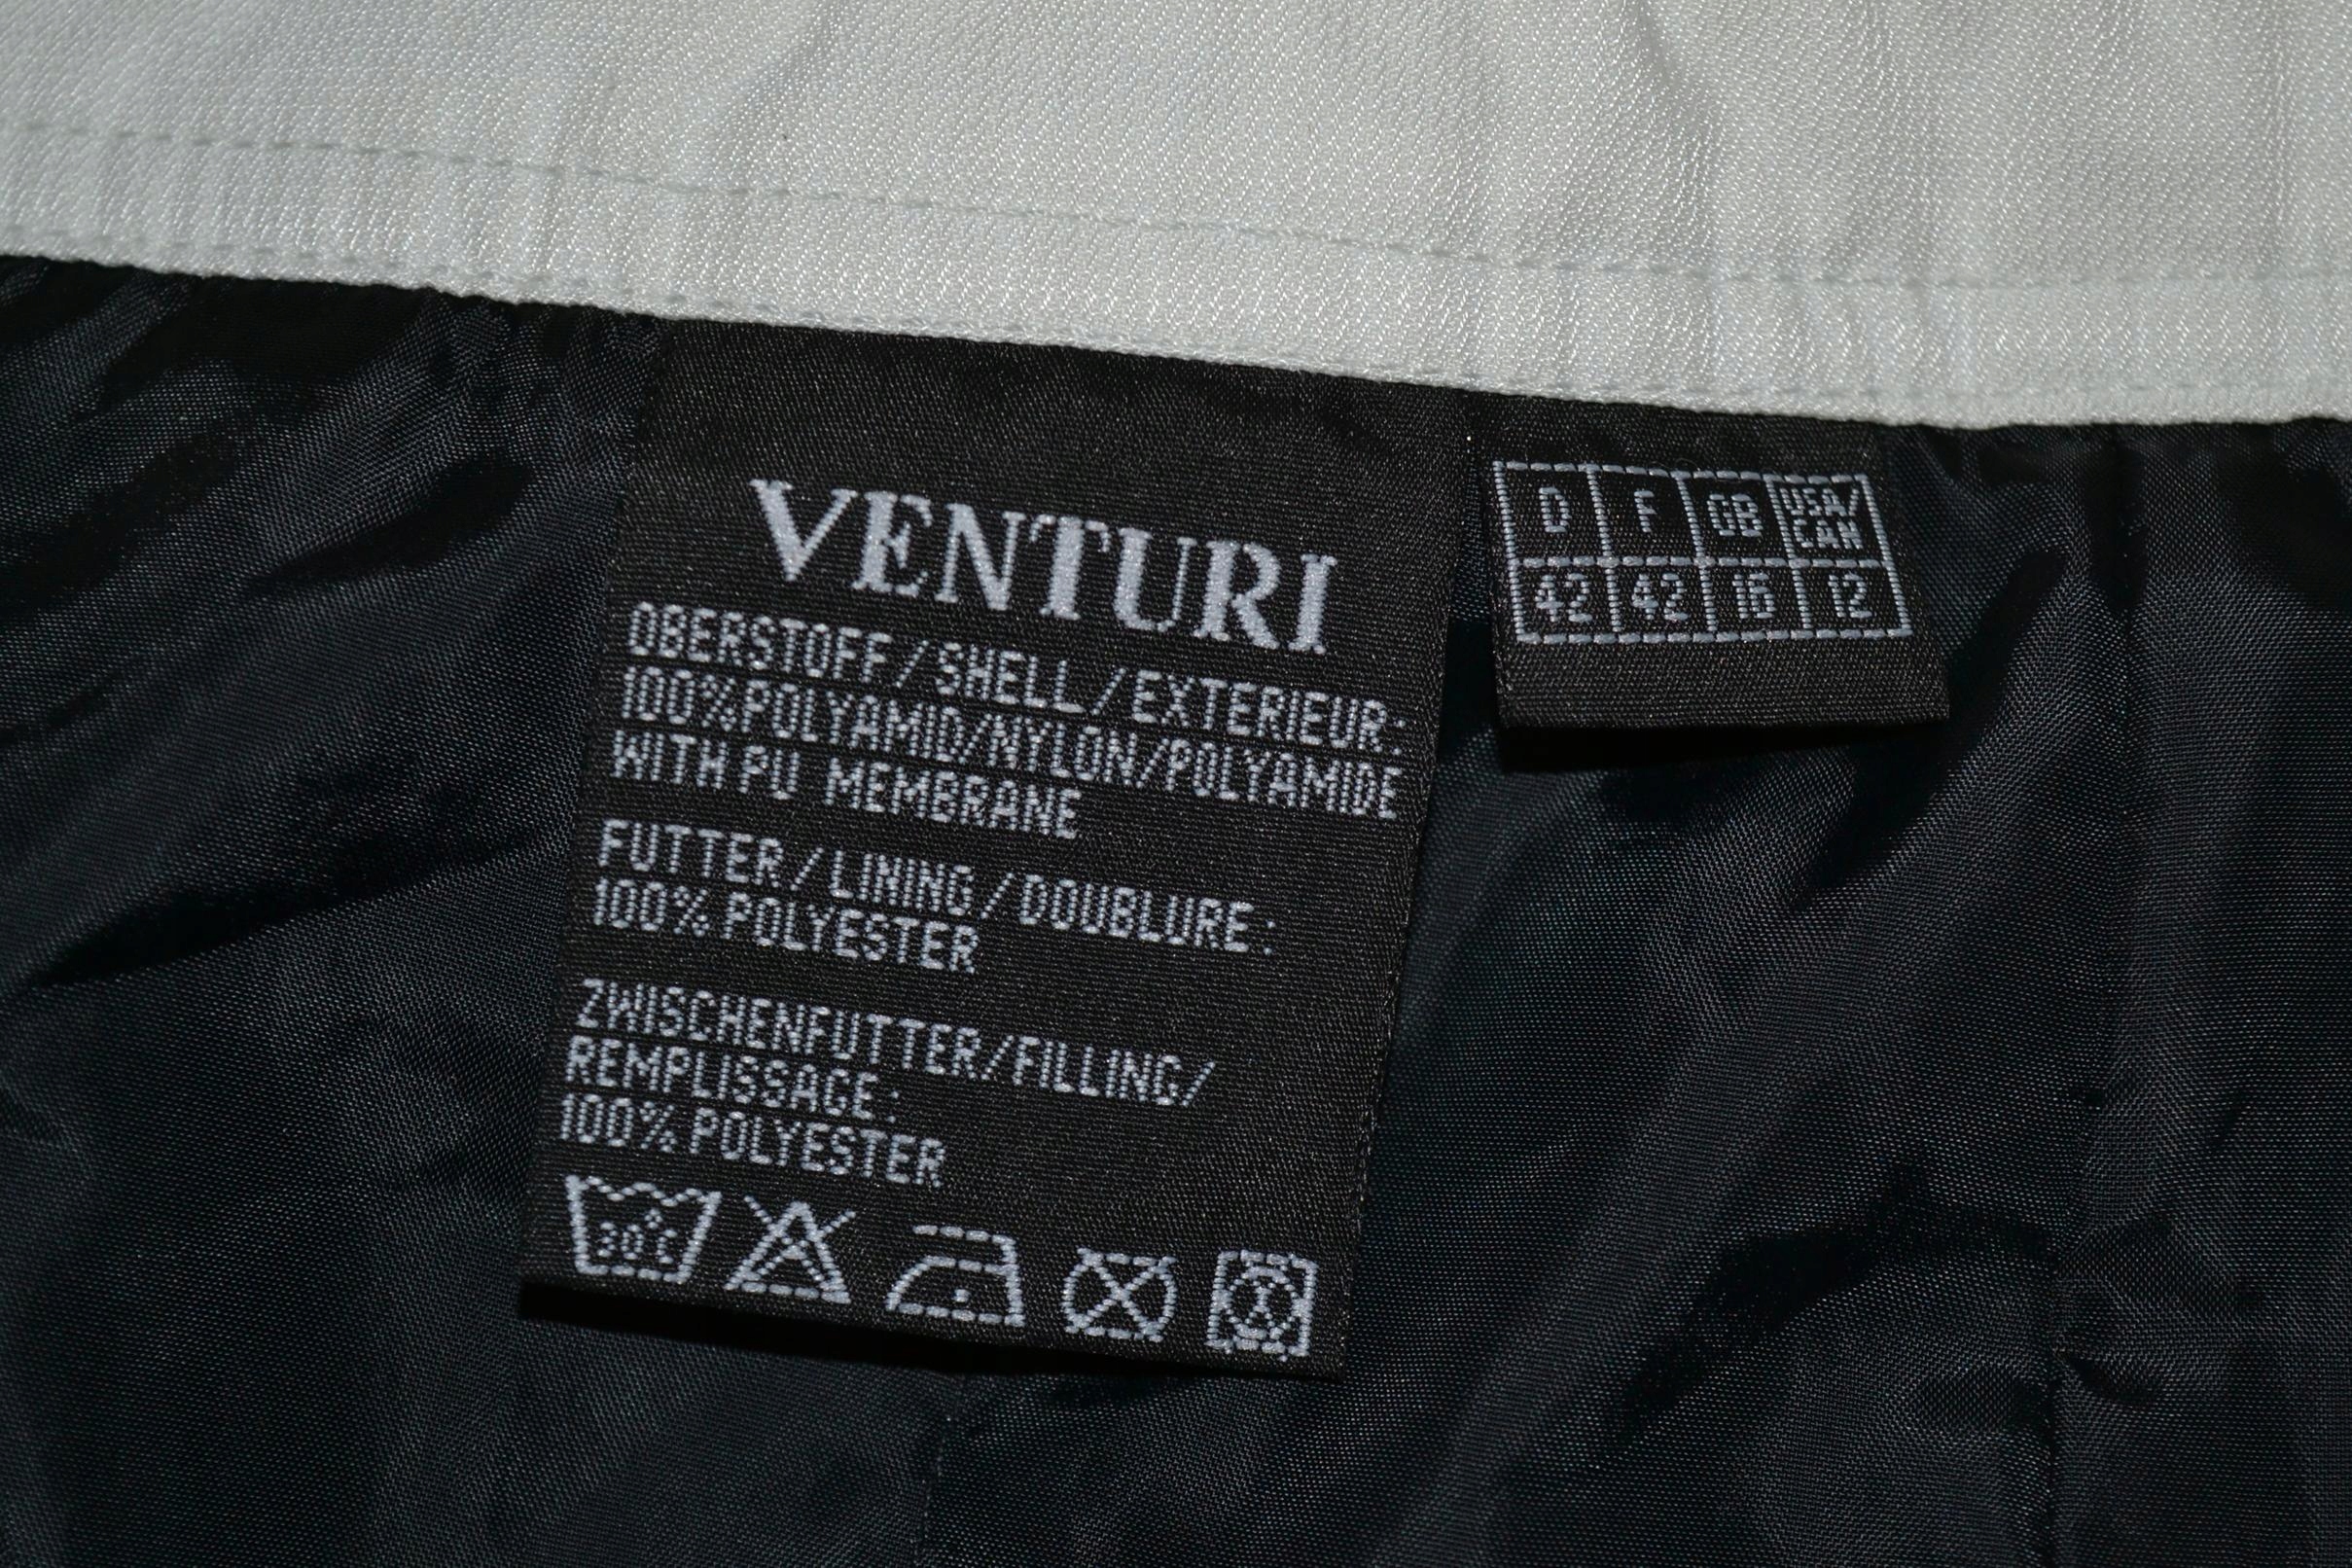 VENTURI
OBERSTOFF/SHELL/EXTERIEUR:
100%POLYAMID/NYLON/POLYAMIDE
WITH PU MEMBRANE
FUTTER/LINING/DOUBLURE:
100%POLYESTER
ZWISCHENFUTTER/FILLING/
REMPLISSAGE:
100%POLYESTER
30°C
D F GB USA/CAN
42 42 16 12